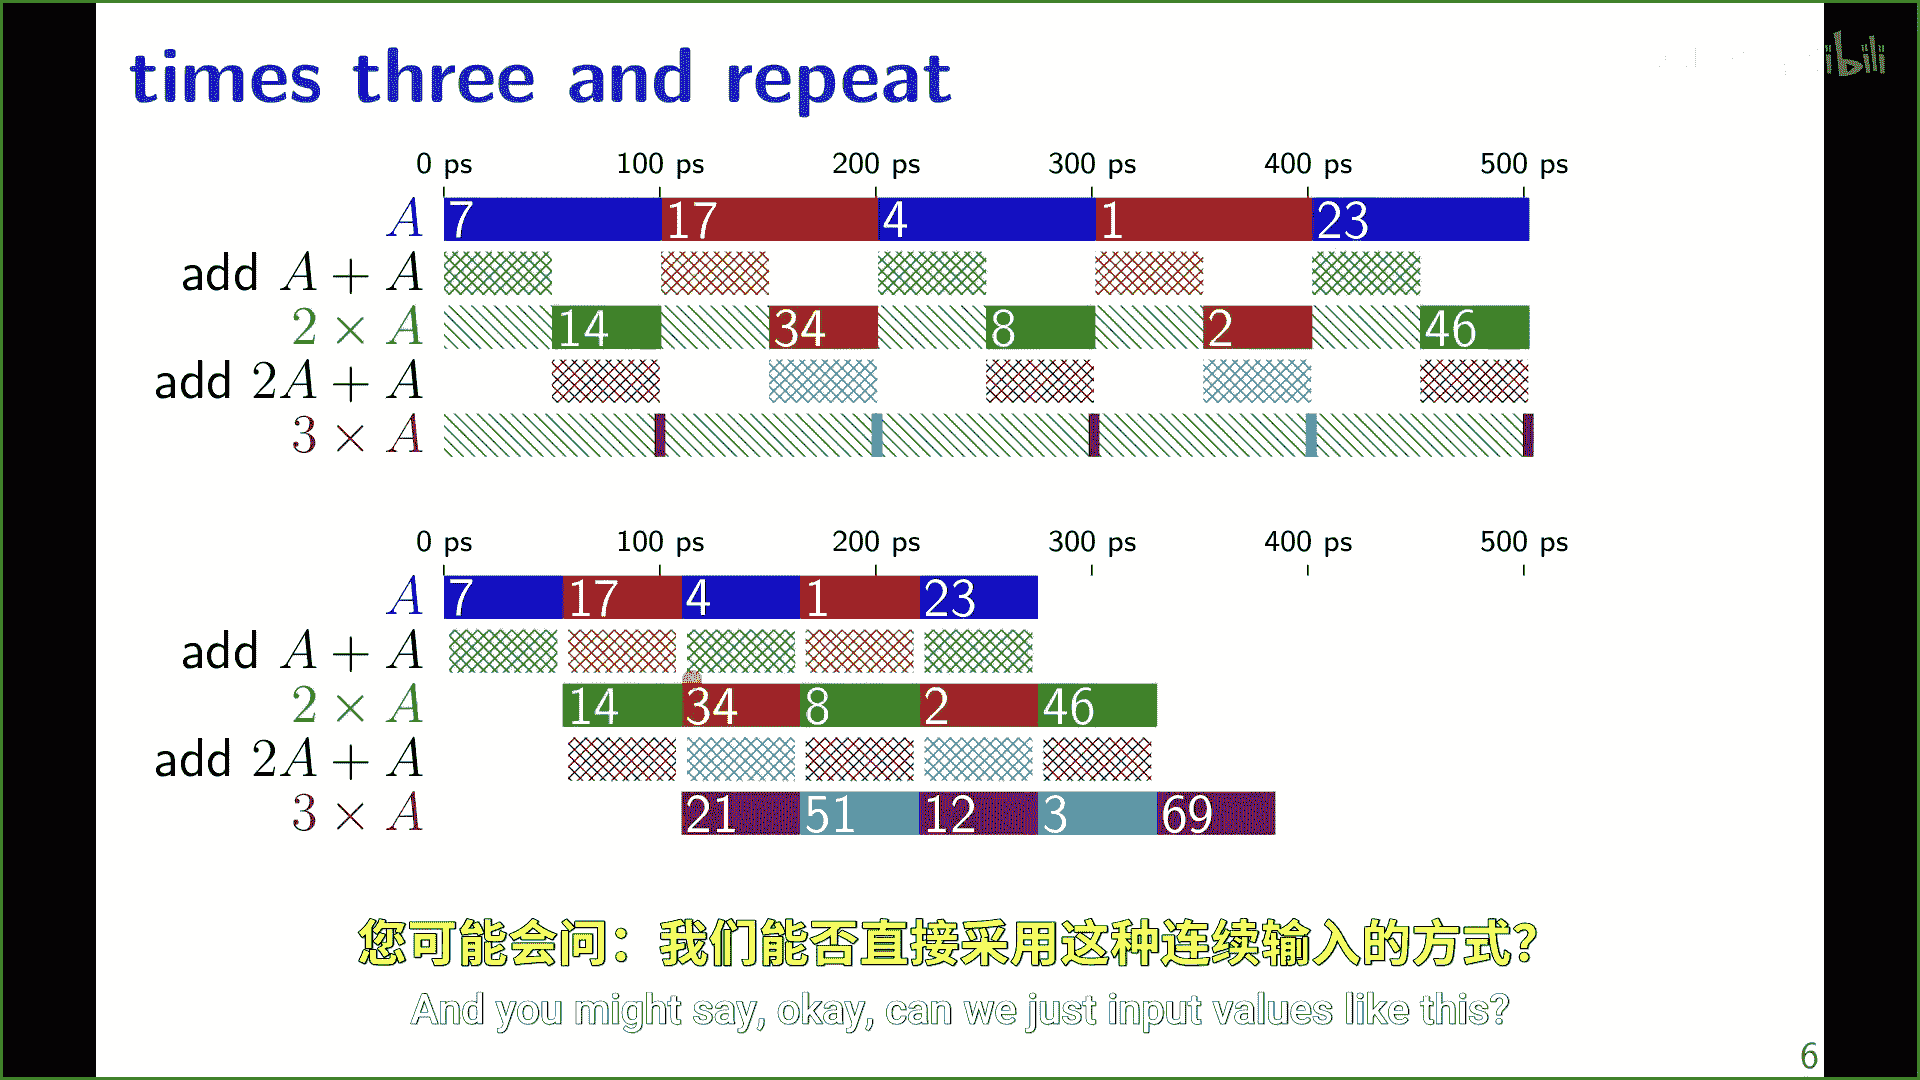 times three and repeat
0 ps 100 ps 200 ps 300 ps 400 ps 500 ps
A 7 17 4 1 23
add A + A
2 × A 14 34 8 2 46
add 2A + A
3 × A
0 ps 100 ps 200 ps 300 ps 400 ps 500 ps
A 7 17 4 1 23
add A + A
2 × A 14 34 8 2 46
add 2A + A
3 × A 21 51 12 3 69
您可能会问：我们能否直接采用这种连续输入的方式？
And you might say, okay, can we just input values like this?
6